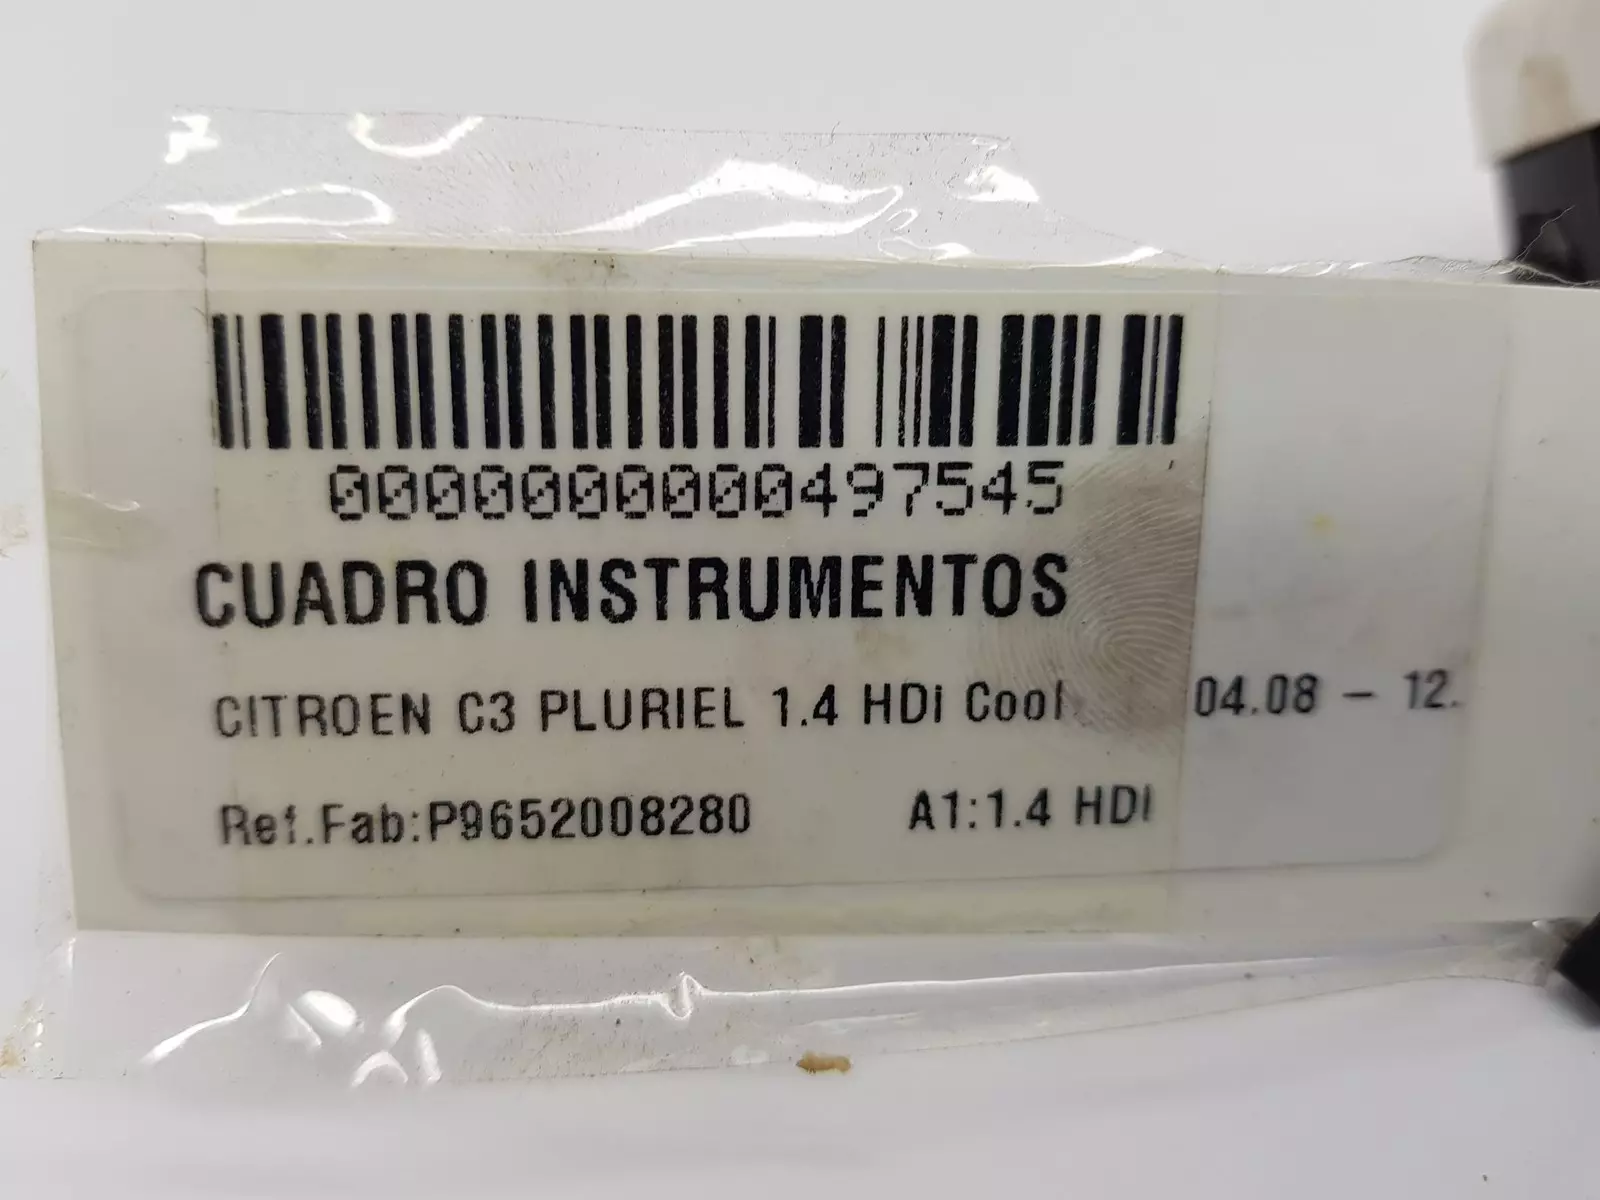 0000000000497545
CUADRO INSTRUMENTOS
CITROEN C3 PLURIEL 1.4 HDi Cool 04.08 - 12.
Ref.Fab:P9652008280 A1:1.4 HDI